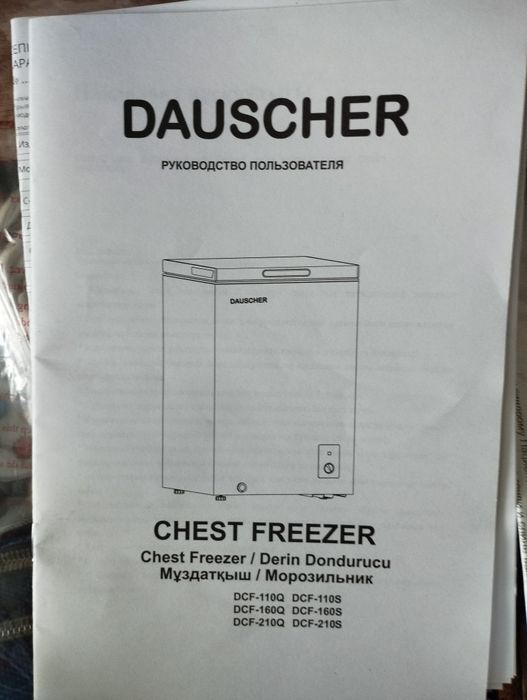 DAUSCHER
РУКОВОДСТВО ПОЛЬЗОВАТЕЛЯ
DAUSCHER
CHEST FREEZER
Chest Freezer / Derin Dondurucu
Мұздатқыш / Морозильник
DCF-110Q DCF-110S
DCF-160Q DCF-160S
DCF-210Q DCF-210S